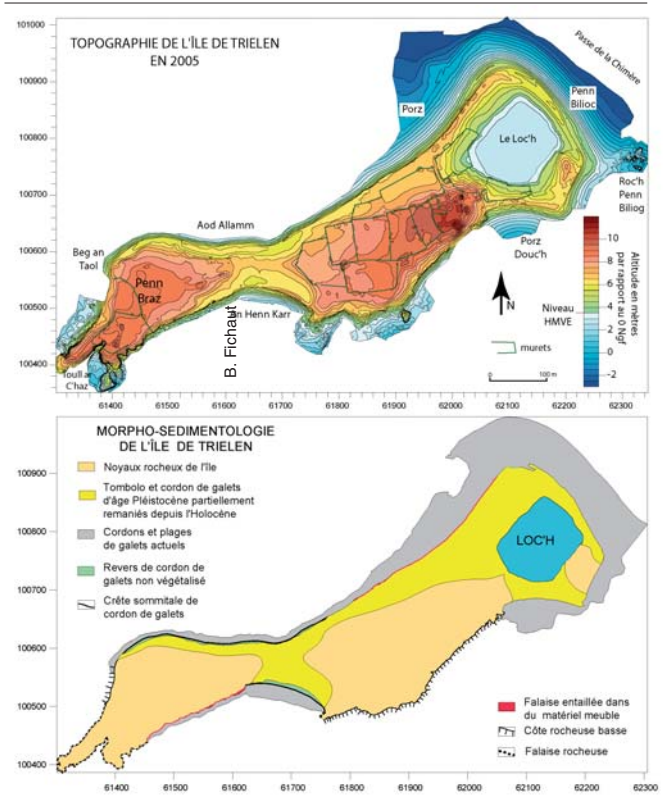 TOPOGRAPHIE DE L'ÎLE DE TRIELEN
EN 2005
101000
100900
100800
100700
100600
100500
100400
Passe de la Chimère
Penn
Bilioc
Porz
Le Loc'h
Roc'h
Penn
Biliog
Aod Allamm
Porz
Douc'h
Beg an
Taol
Penn
Braz
An Henn Karr
B. Fichaut
Toull ar
C'haz
N
Niveau
HMVE
murets
0
100 m
10
8
6
4
2
0
-2
Altitude en mètres
par rapport au 0 Ngf
61400
61500
61600
61700
61800
61900
62000
62100
62200
62300
MORPHO-SEDIMENTOLOGIE
DE L'ÎLE DE TRIELEN
Noyaux rocheux de l'île
Tombolo et cordon de galets
d'âge Pléistocène partiellement
remaniés depuis l'Holocène
Cordons et plages
de galets actuels
Revers de cordon de
galets non végétalisé
Crête sommitale de
cordon de galets
LOC'H
Falaise entaillée dans
du matériel meuble
Côte rocheuse basse
Falaise rocheuse
100900
100800
100700
100600
100500
100400
61400
61500
61600
61700
61800
61900
62000
62100
62200
62300